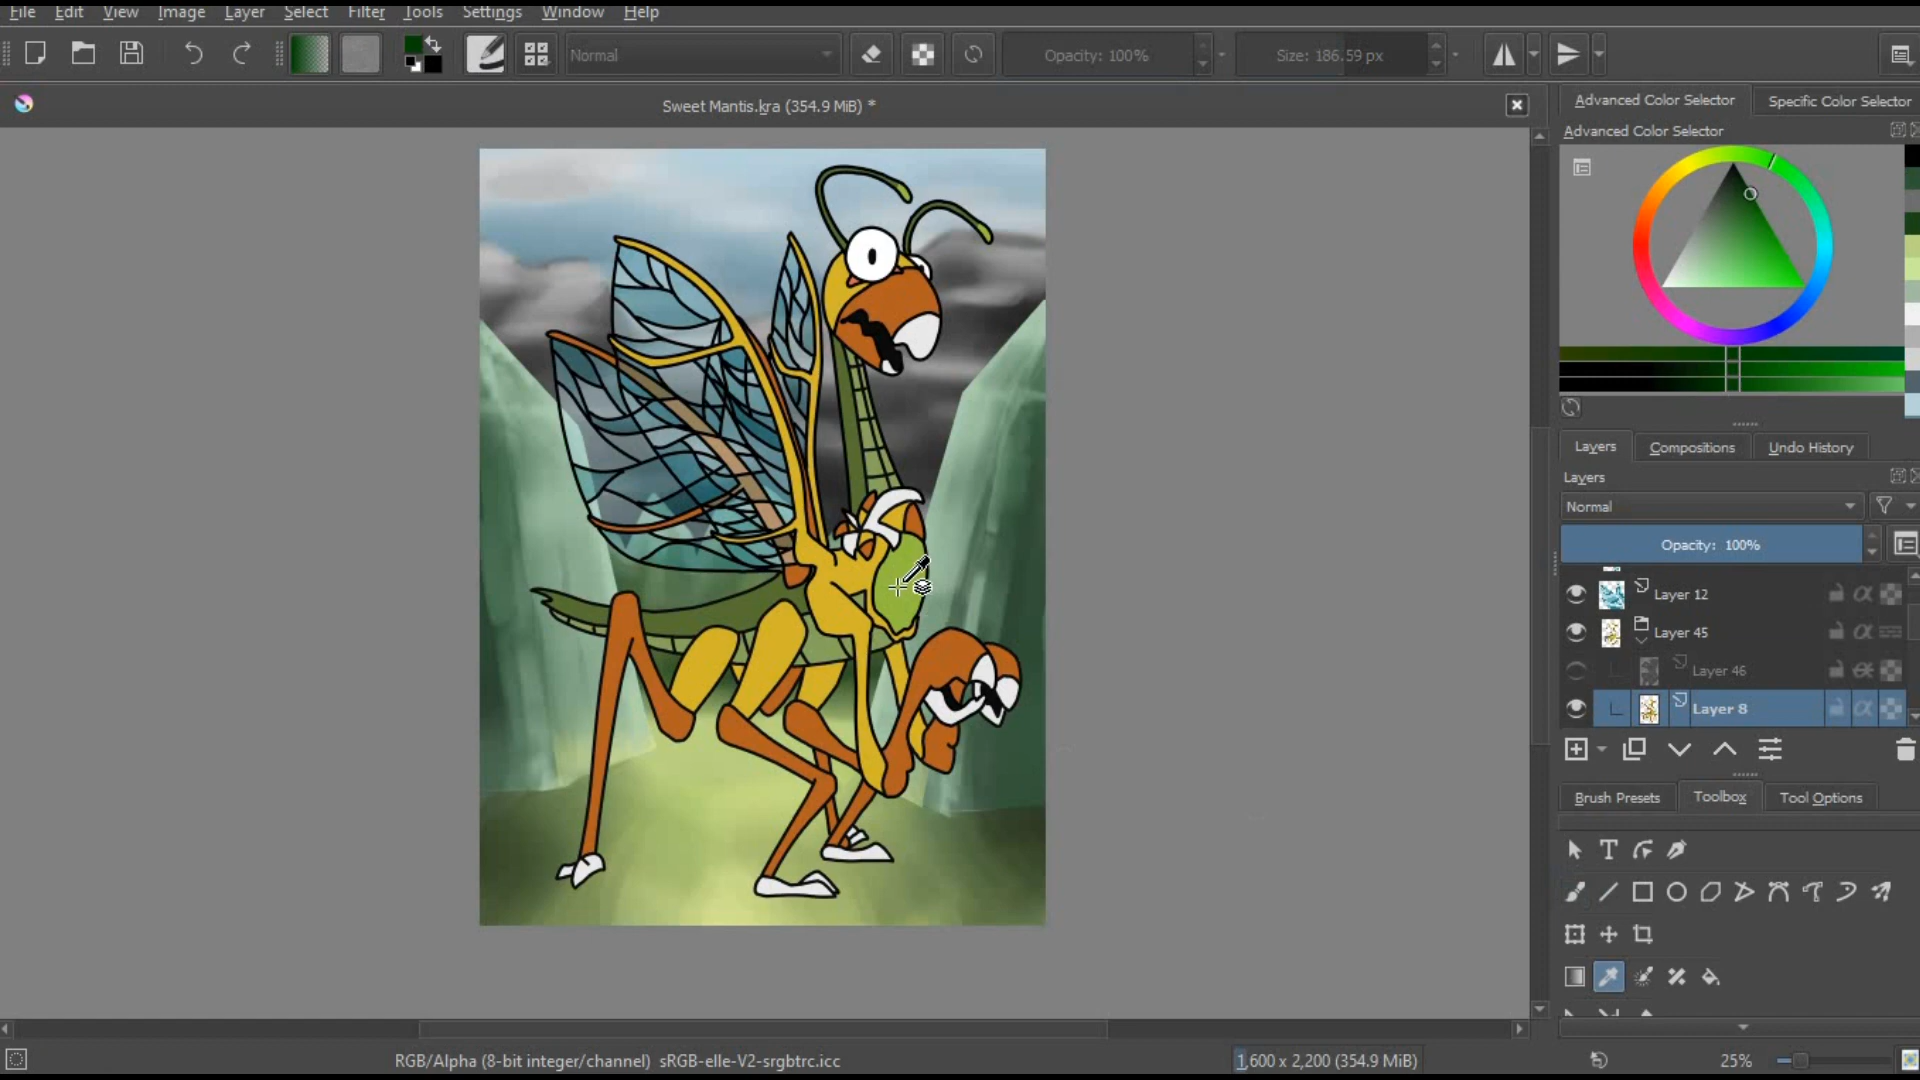 File Edit View Image Layer Select Filter Tools Settings Window Help
Normal Opacity: 100% Size: 186.59 px
Sweet Mantis.kra (354.9 MiB) *
Advanced Color Selector Specific Color Selector
Advanced Color Selector
Layers Compositions Undo History
Layers
Normal
Opacity: 100%
Layer 12
Layer 45
Layer 46
Layer 8
Brush Presets Toolbox Tool Options
RGB/Alpha (8-bit integer/channel) sRGB-elle-V2-srgbtrc.icc 1,600 x 2,200 (354.9 MiB) 25%